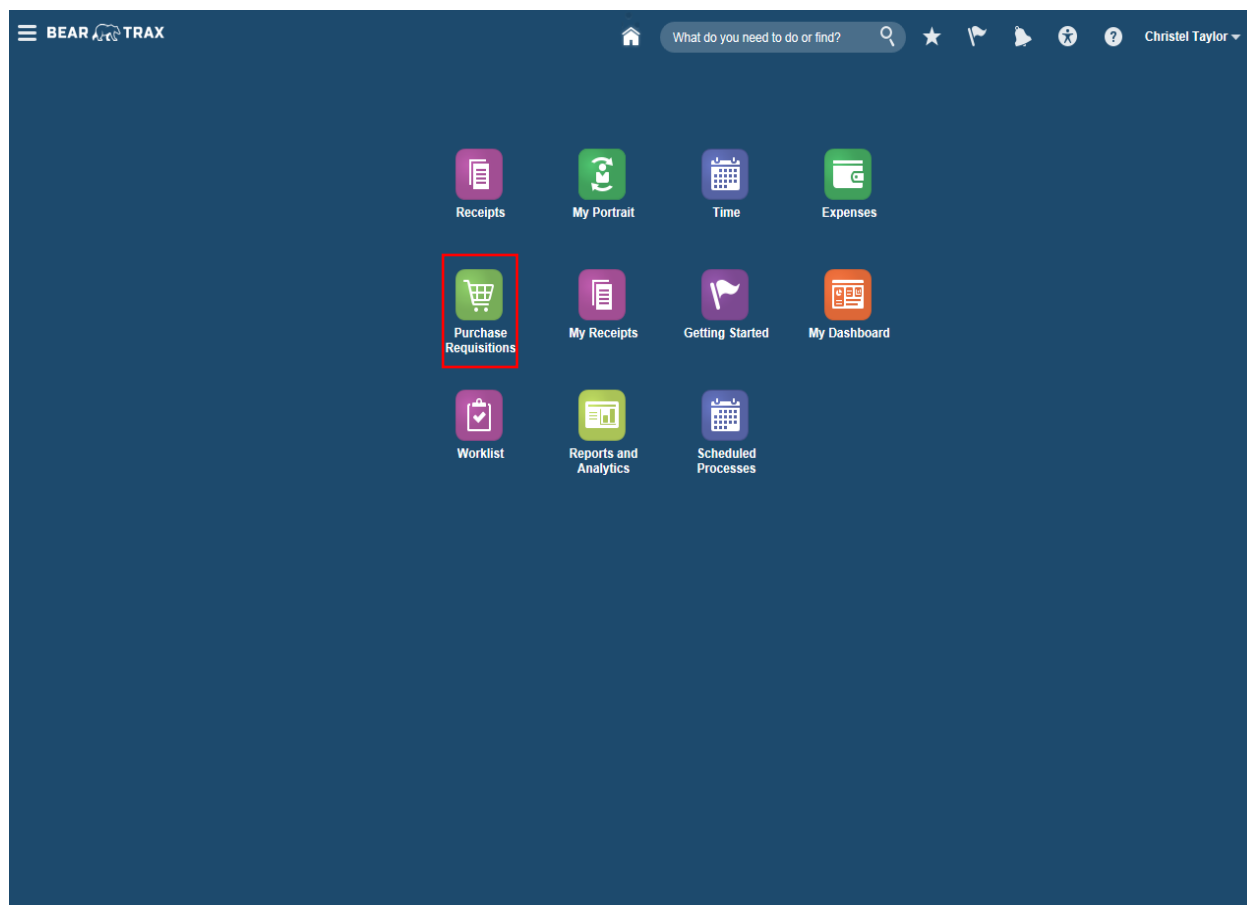 BEAR TRAX
What do you need to do or find?
Christel Taylor
Receipts
My Portrait
Time
Expenses
Purchase
Requisitions
My Receipts
Getting Started
My Dashboard
Worklist
Reports and
Analytics
Scheduled
Processes